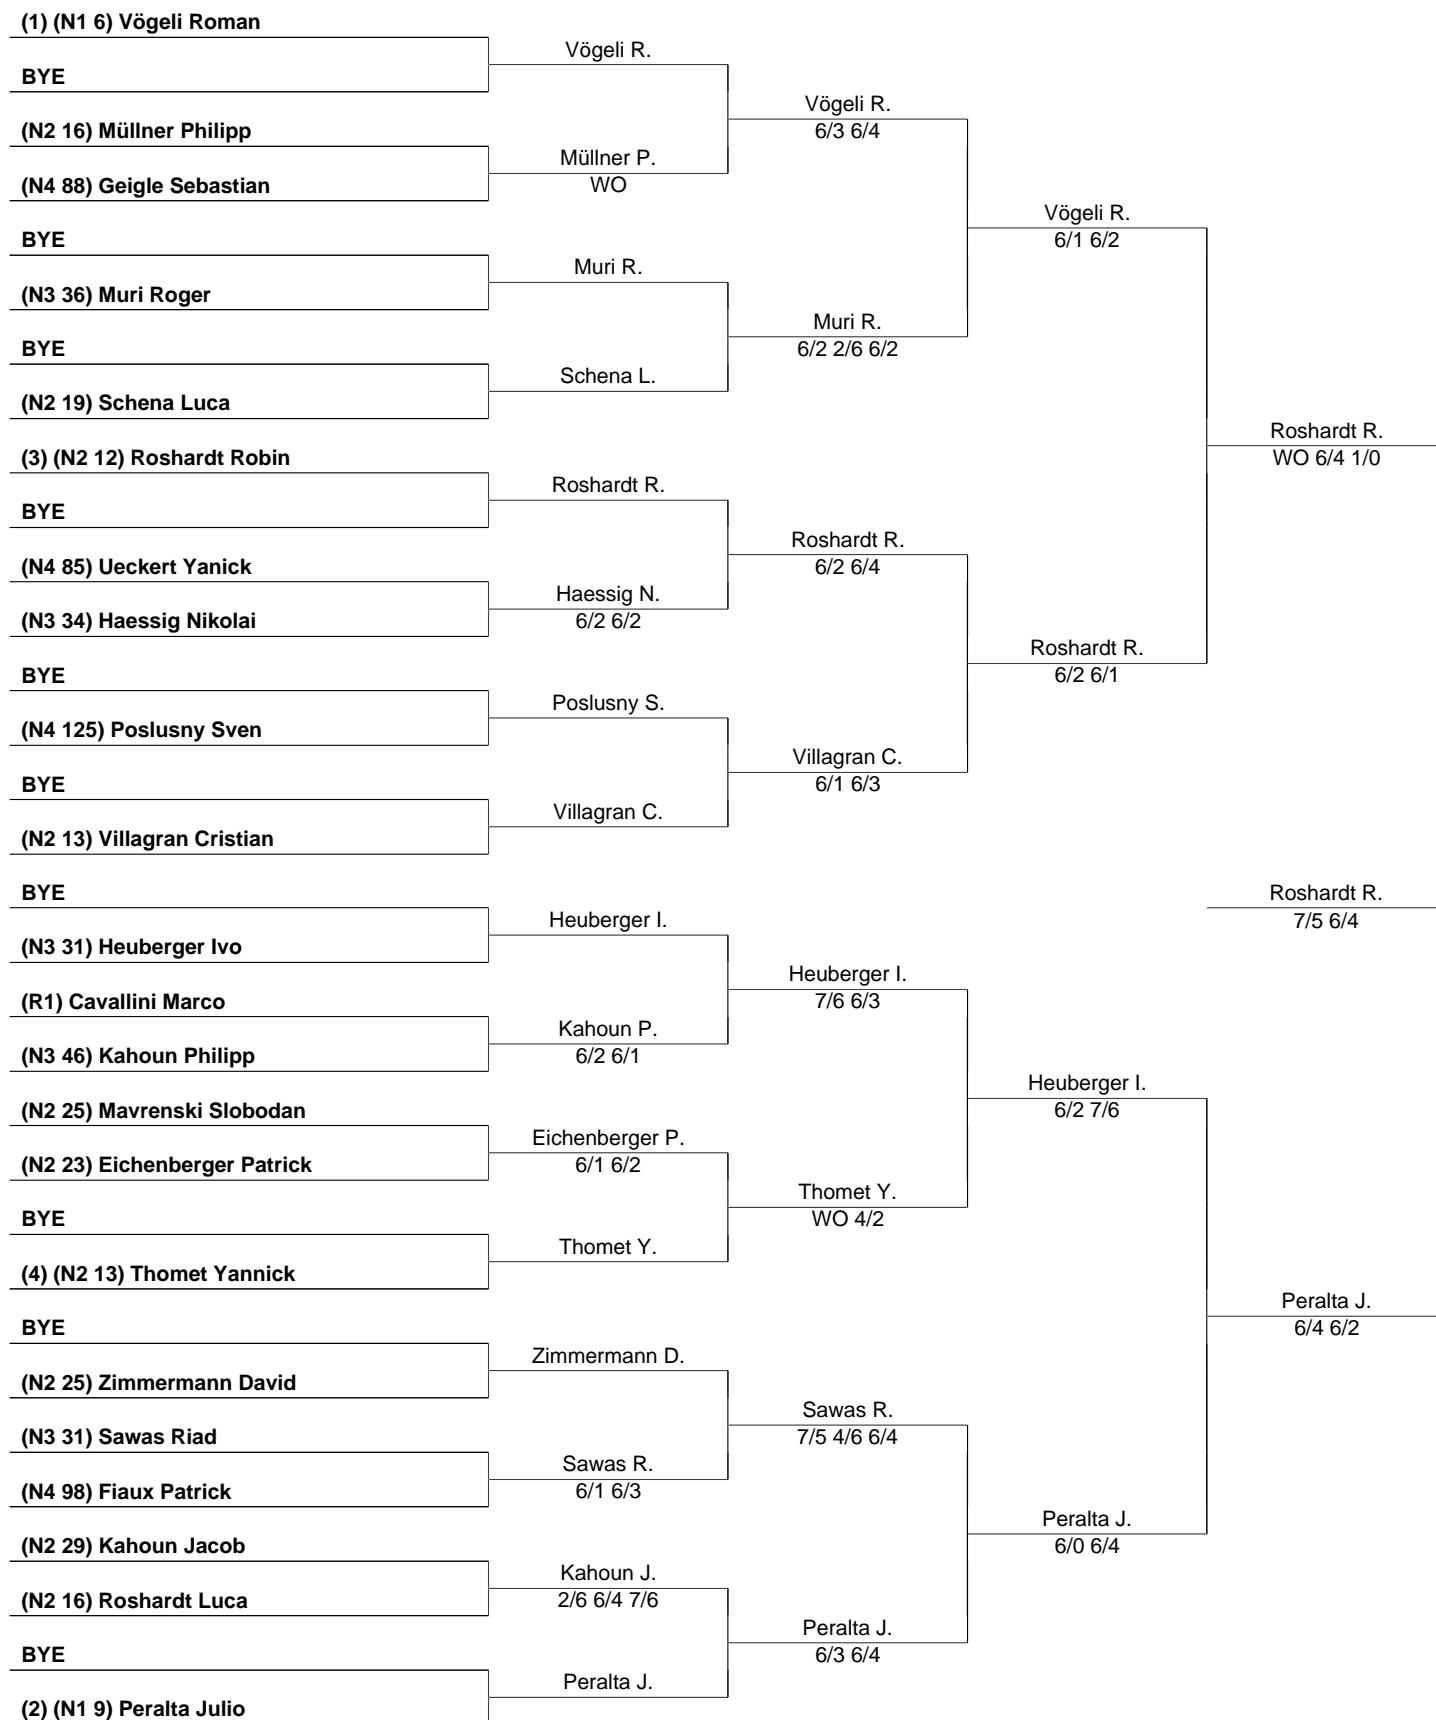 (1) (N1 6) Vögeli Roman
BYE
(N2 16) Müllner Philipp
(N4 88) Geigle Sebastian
BYE
(N3 36) Muri Roger
BYE
(N2 19) Schena Luca
(3) (N2 12) Roshardt Robin
BYE
(N4 85) Ueckert Yanick
(N3 34) Haessig Nikolai
BYE
(N4 125) Poslusny Sven
BYE
(N2 13) Villagran Cristian
BYE
(N3 31) Heuberger Ivo
(R1) Cavallini Marco
(N3 46) Kahoun Philipp
(N2 25) Mavrenski Slobodan
(N2 23) Eichenberger Patrick
BYE
(4) (N2 13) Thomet Yannick
BYE
(N2 25) Zimmermann David
(N3 31) Sawas Riad
(N4 98) Fiaux Patrick
(N2 29) Kahoun Jacob
(N2 16) Roshardt Luca
BYE
(2) (N1 9) Peralta Julio
Vögeli R.
Müllner P.
WO
Muri R.
Schena L.
Roshardt R.
Haessig N.
6/2 6/2
Poslusny S.
Villagran C.
Heuberger I.
Kahoun P.
6/2 6/1
Eichenberger P.
6/1 6/2
Thomet Y.
Zimmermann D.
Sawas R.
6/1 6/3
Kahoun J.
2/6 6/4 7/6
Peralta J.
Vögeli R.
6/3 6/4
Muri R.
6/2 2/6 6/2
Roshardt R.
6/2 6/4
Villagran C.
6/1 6/3
Heuberger I.
7/6 6/3
Thomet Y.
WO 4/2
Sawas R.
7/5 4/6 6/4
Peralta J.
6/3 6/4
Vögeli R.
6/1 6/2
Roshardt R.
6/2 6/1
Heuberger I.
6/2 7/6
Peralta J.
6/0 6/4
Roshardt R.
WO 6/4 1/0
Roshardt R.
7/5 6/4
Peralta J.
6/4 6/2